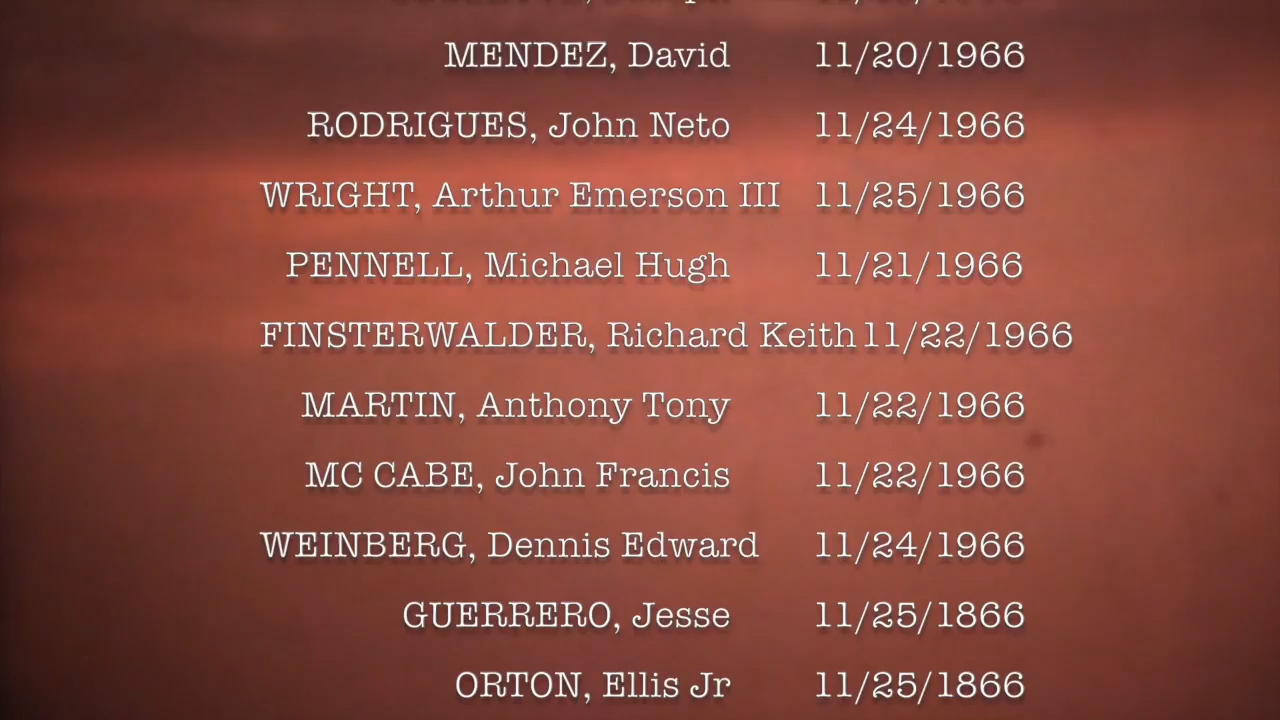 MENDEZ, David 11/20/1966
RODRIGUES, John Neto 11/24/1966
WRIGHT, Arthur Emerson III 11/25/1966
PENNELL, Michael Hugh 11/21/1966
FINSTERWALDER, Richard Keith 11/22/1966
MARTIN, Anthony Tony 11/22/1966
MC CABE, John Francis 11/22/1966
WEINBERG, Dennis Edward 11/24/1966
GUERRERO, Jesse 11/25/1866
ORTON, Ellis Jr 11/25/1866